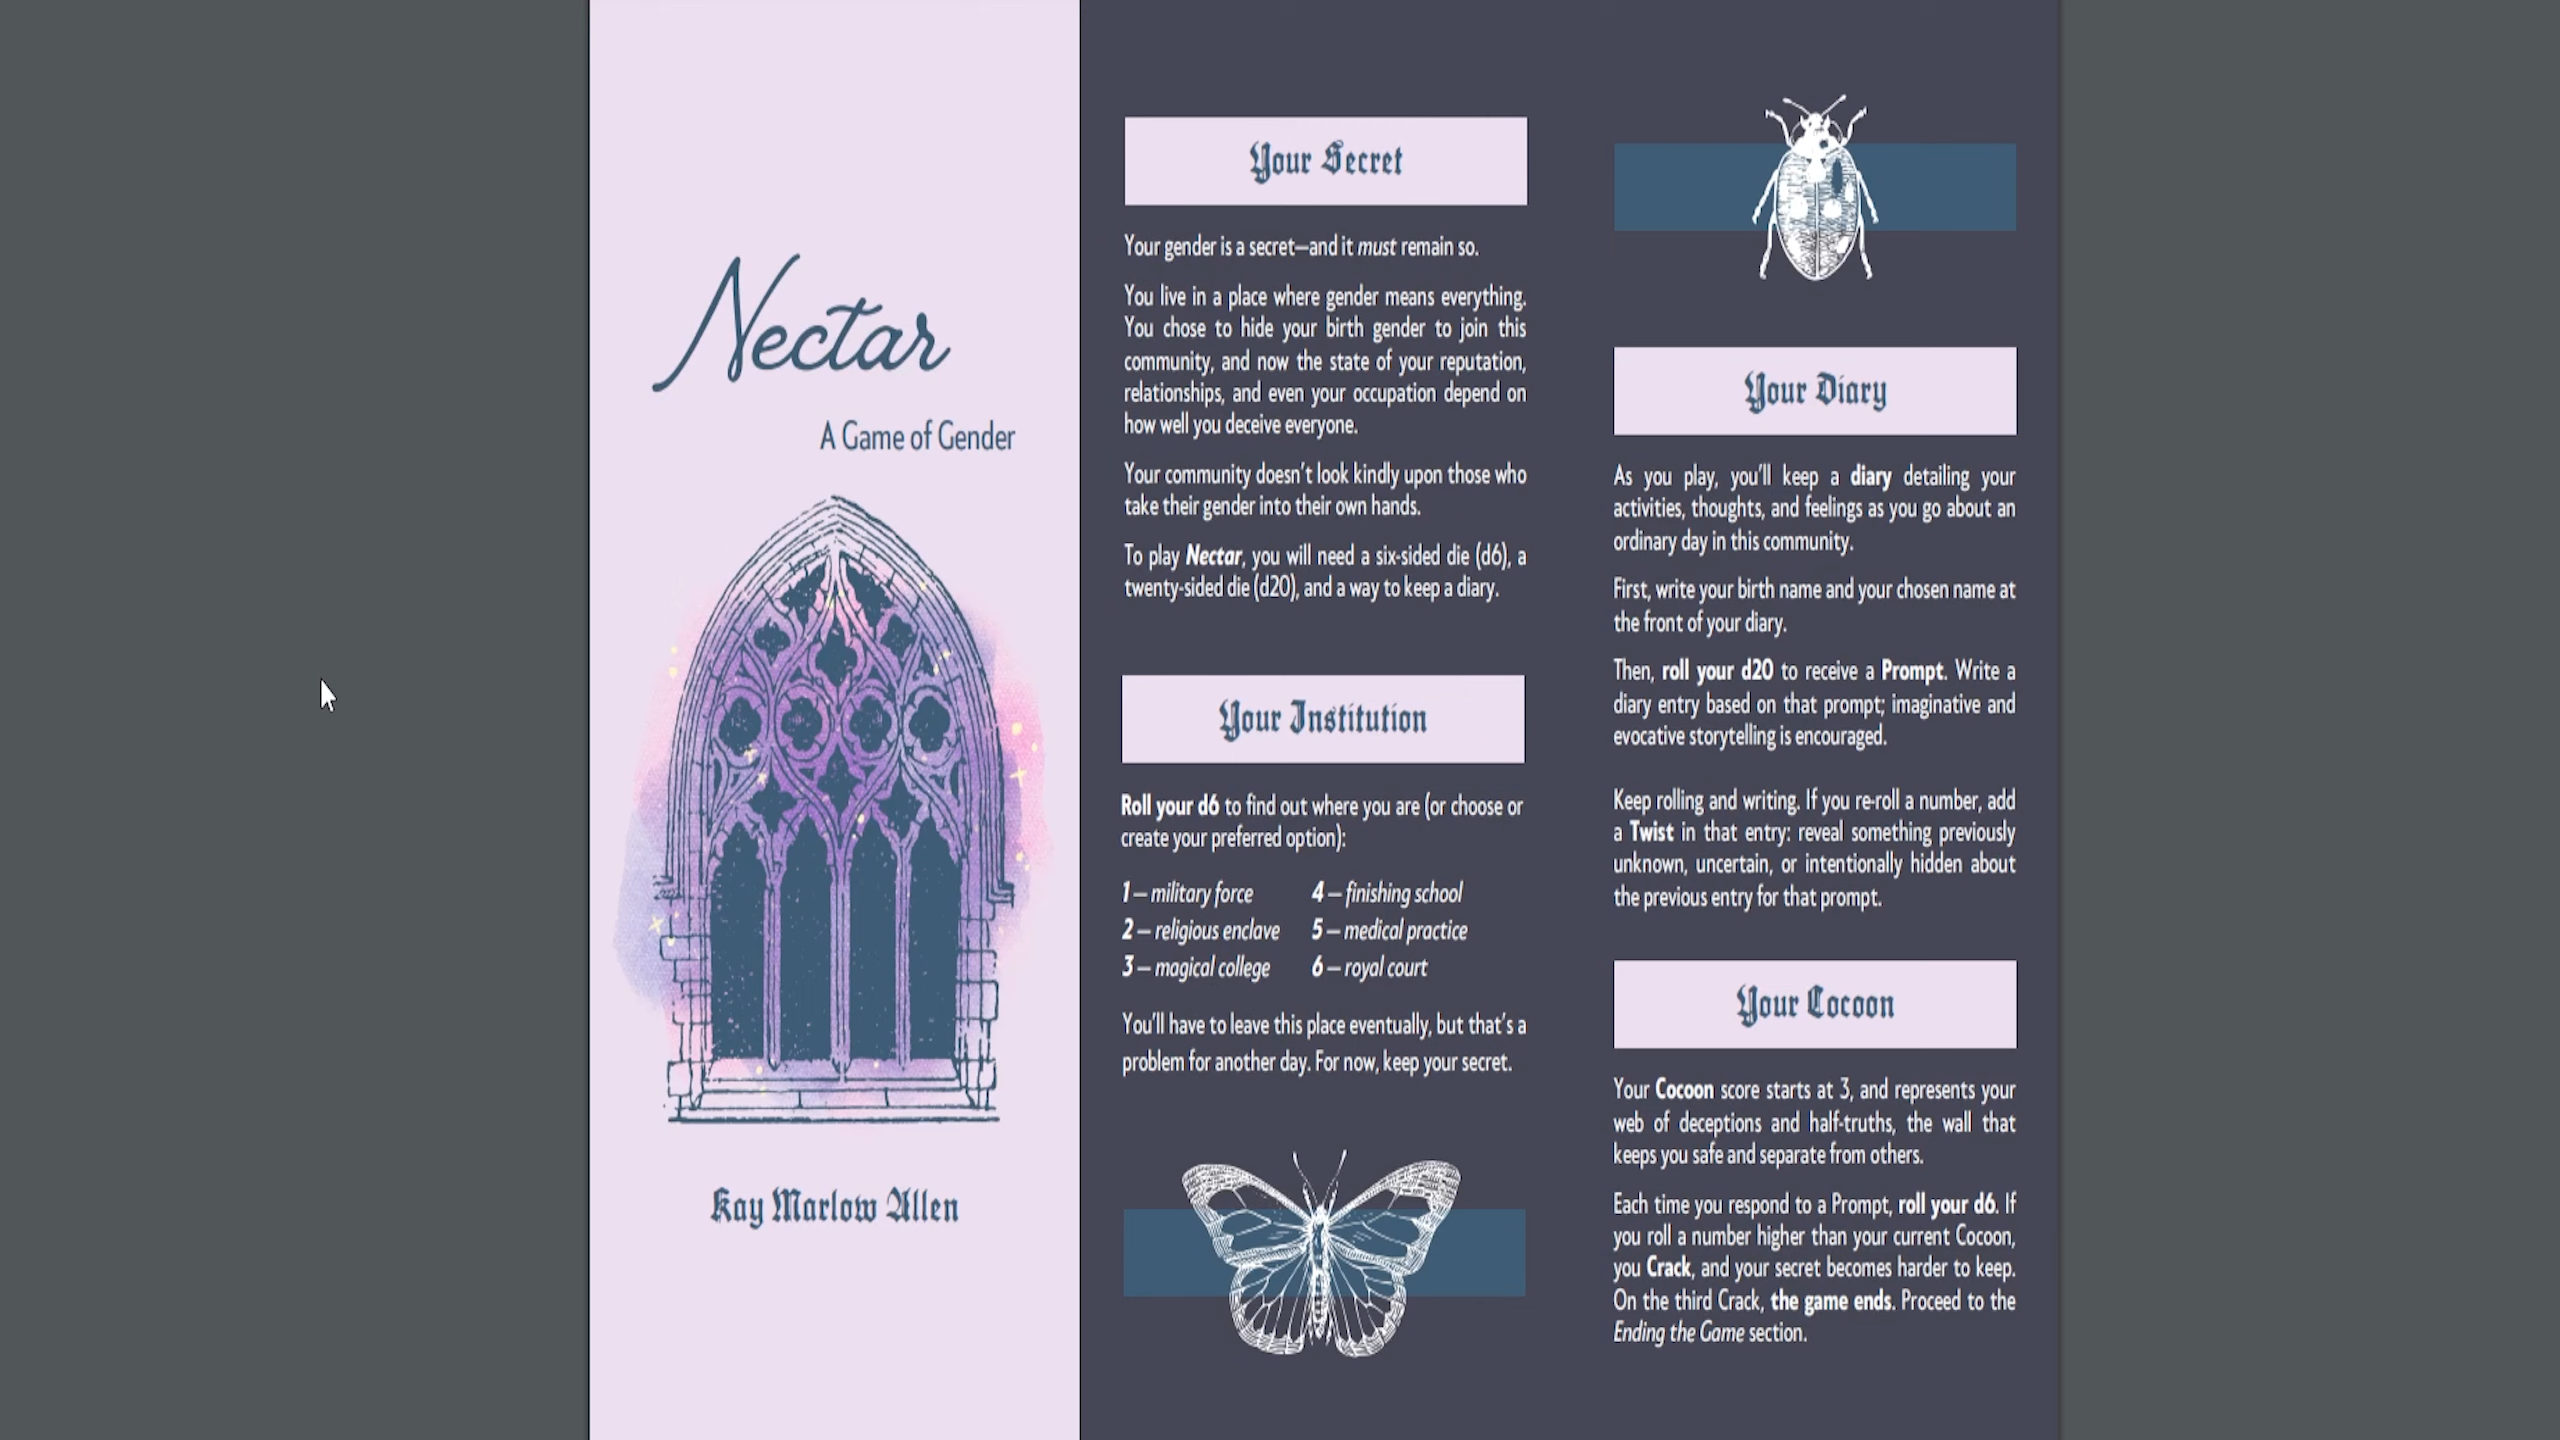 Nectar
A Game of Gender
Kay Marlow Allen
Your Secret
Your gender is a secret—and it must remain so.
You live in a place where gender means everything.
You chose to hide your birth gender to join this
community, and now the state of your reputation,
relationships, and even your occupation depend on
how well you deceive everyone.
Your community doesn't look kindly upon those who
take their gender into their own hands.
To play Nectar, you will need a six-sided die (d6), a
twenty-sided die (d20), and a way to keep a diary.
Your Institution
Roll your d6 to find out where you are (or choose or
create your preferred option):
1 – military force
2 – religious enclave
3 – magical college
4 – finishing school
5 – medical practice
6 – royal court
You'll have to leave this place eventually, but that's a
problem for another day. For now, keep your secret.
Your Diary
As you play, you'll keep a diary detailing your
activities, thoughts, and feelings as you go about an
ordinary day in this community.
First, write your birth name and your chosen name at
the front of your diary.
Then, roll your d20 to receive a Prompt. Write a
diary entry based on that prompt; imaginative and
evocative storytelling is encouraged.
Keep rolling and writing. If you re-roll a number, add
a Twist in that entry: reveal something previously
unknown, uncertain, or intentionally hidden about
the previous entry for that prompt.
Your Cocoon
Your Cocoon score starts at 3, and represents your
web of deceptions and half-truths, the wall that
keeps you safe and separate from others.
Each time you respond to a Prompt, roll your d6. If
you roll a number higher than your current Cocoon,
you Crack, and your secret becomes harder to keep.
On the third Crack, the game ends. Proceed to the
Ending the Game section.